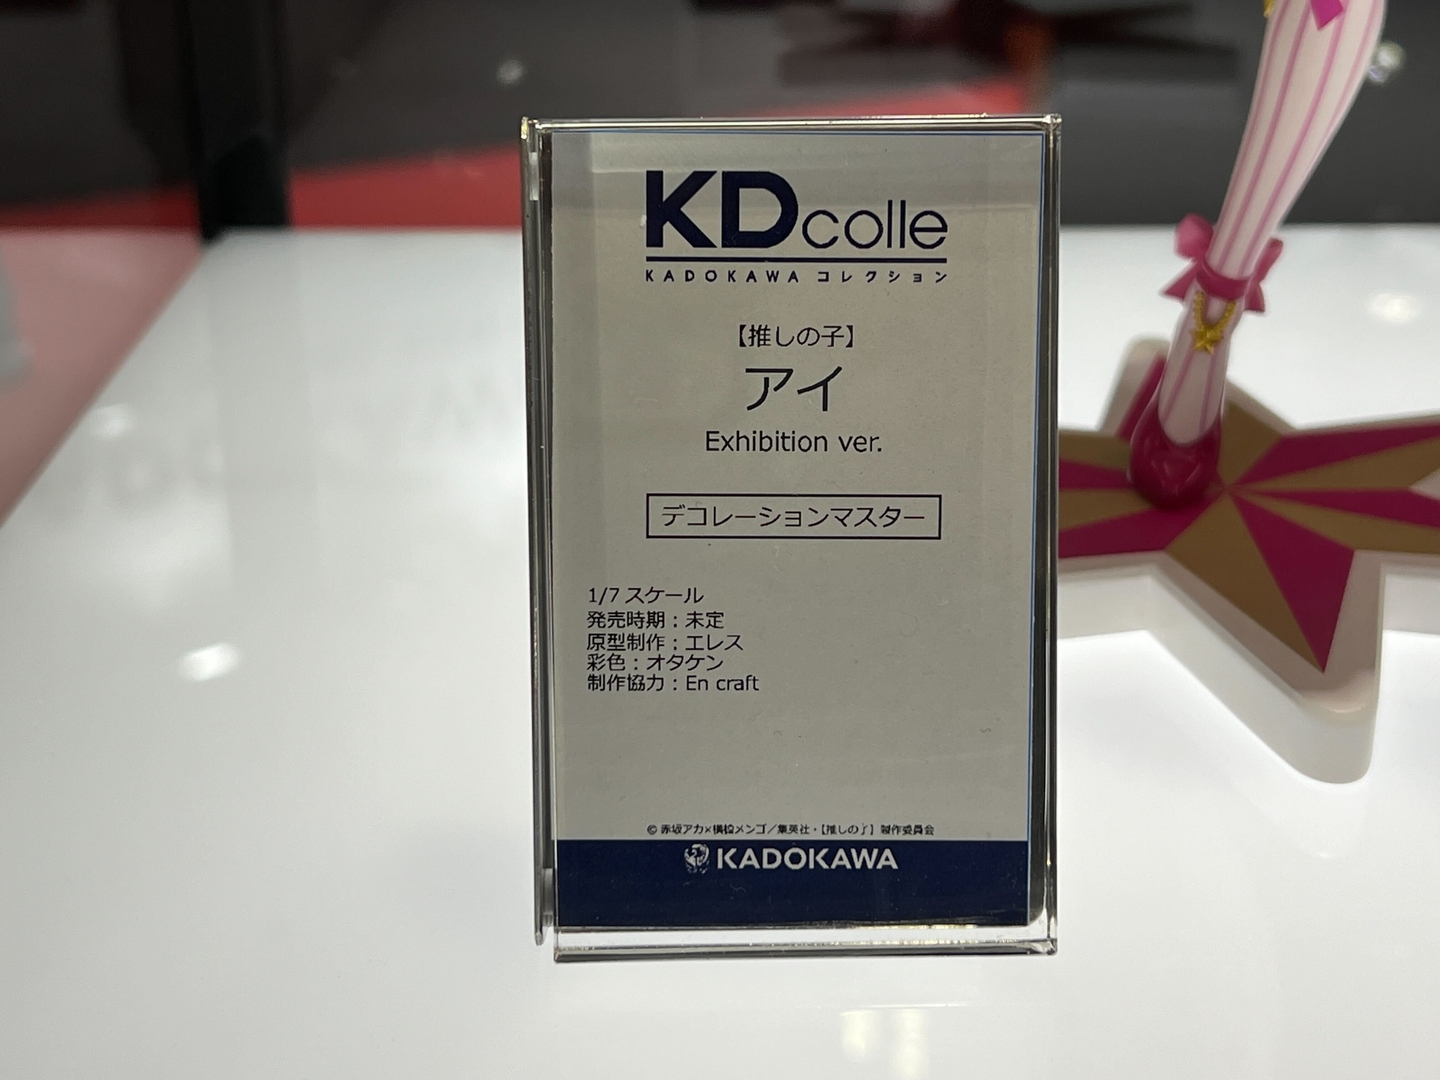 KDcolle
KADOKAWA コレクション
【推しの子】
アイ
Exhibition ver.
デコレーションマスター
1/7スケール
発売時期：未定
原型制作：エレス
彩色：オタケン
制作協力：En craft
© 赤坂アカ×横槍メンゴ／集英社・【推しの子】製作委員会
KADOKAWA